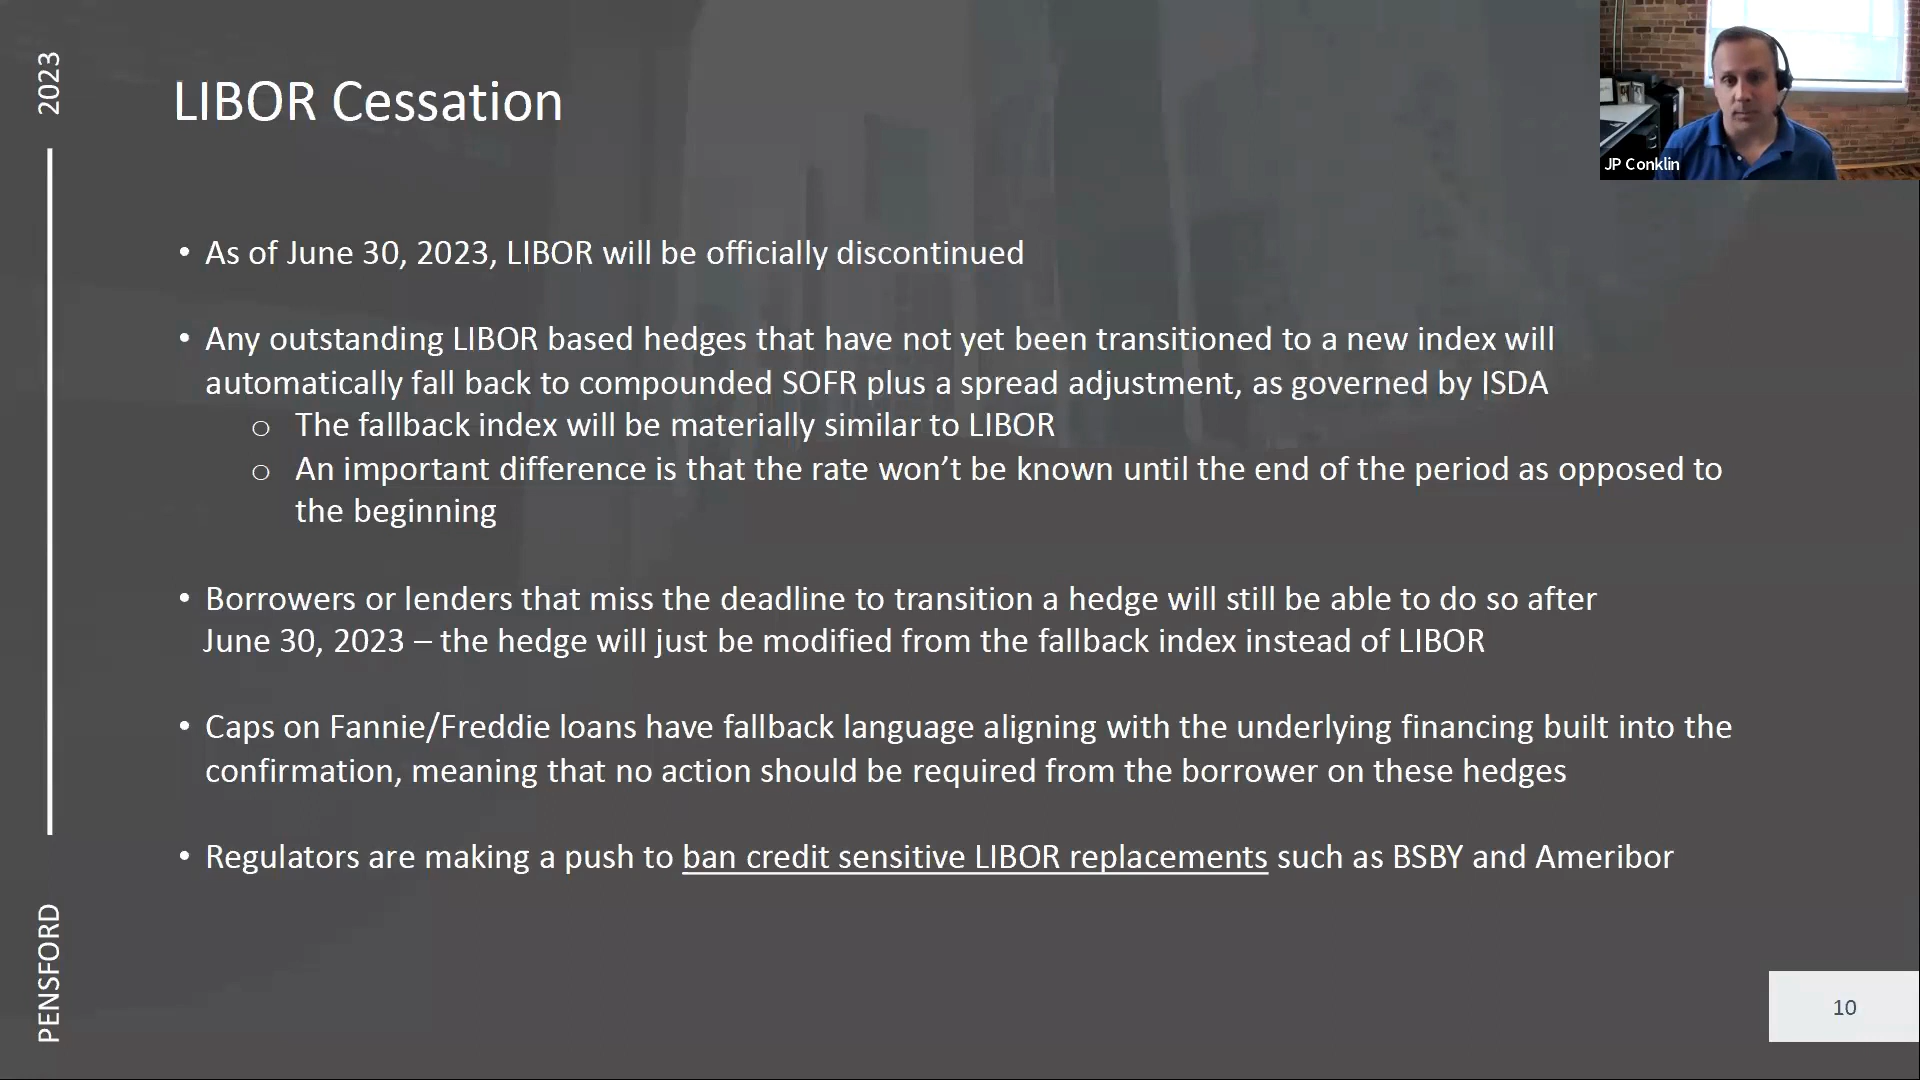 2023
LIBOR Cessation
JP Conklin
• As of June 30, 2023, LIBOR will be officially discontinued
• Any outstanding LIBOR based hedges that have not yet been transitioned to a new index will
automatically fall back to compounded SOFR plus a spread adjustment, as governed by ISDA
o The fallback index will be materially similar to LIBOR
o An important difference is that the rate won’t be known until the end of the period as opposed to
the beginning
• Borrowers or lenders that miss the deadline to transition a hedge will still be able to do so after
June 30, 2023 – the hedge will just be modified from the fallback index instead of LIBOR
• Caps on Fannie/Freddie loans have fallback language aligning with the underlying financing built into the
confirmation, meaning that no action should be required from the borrower on these hedges
• Regulators are making a push to ban credit sensitive LIBOR replacements such as BSBY and Ameribor
PENSFORD
10